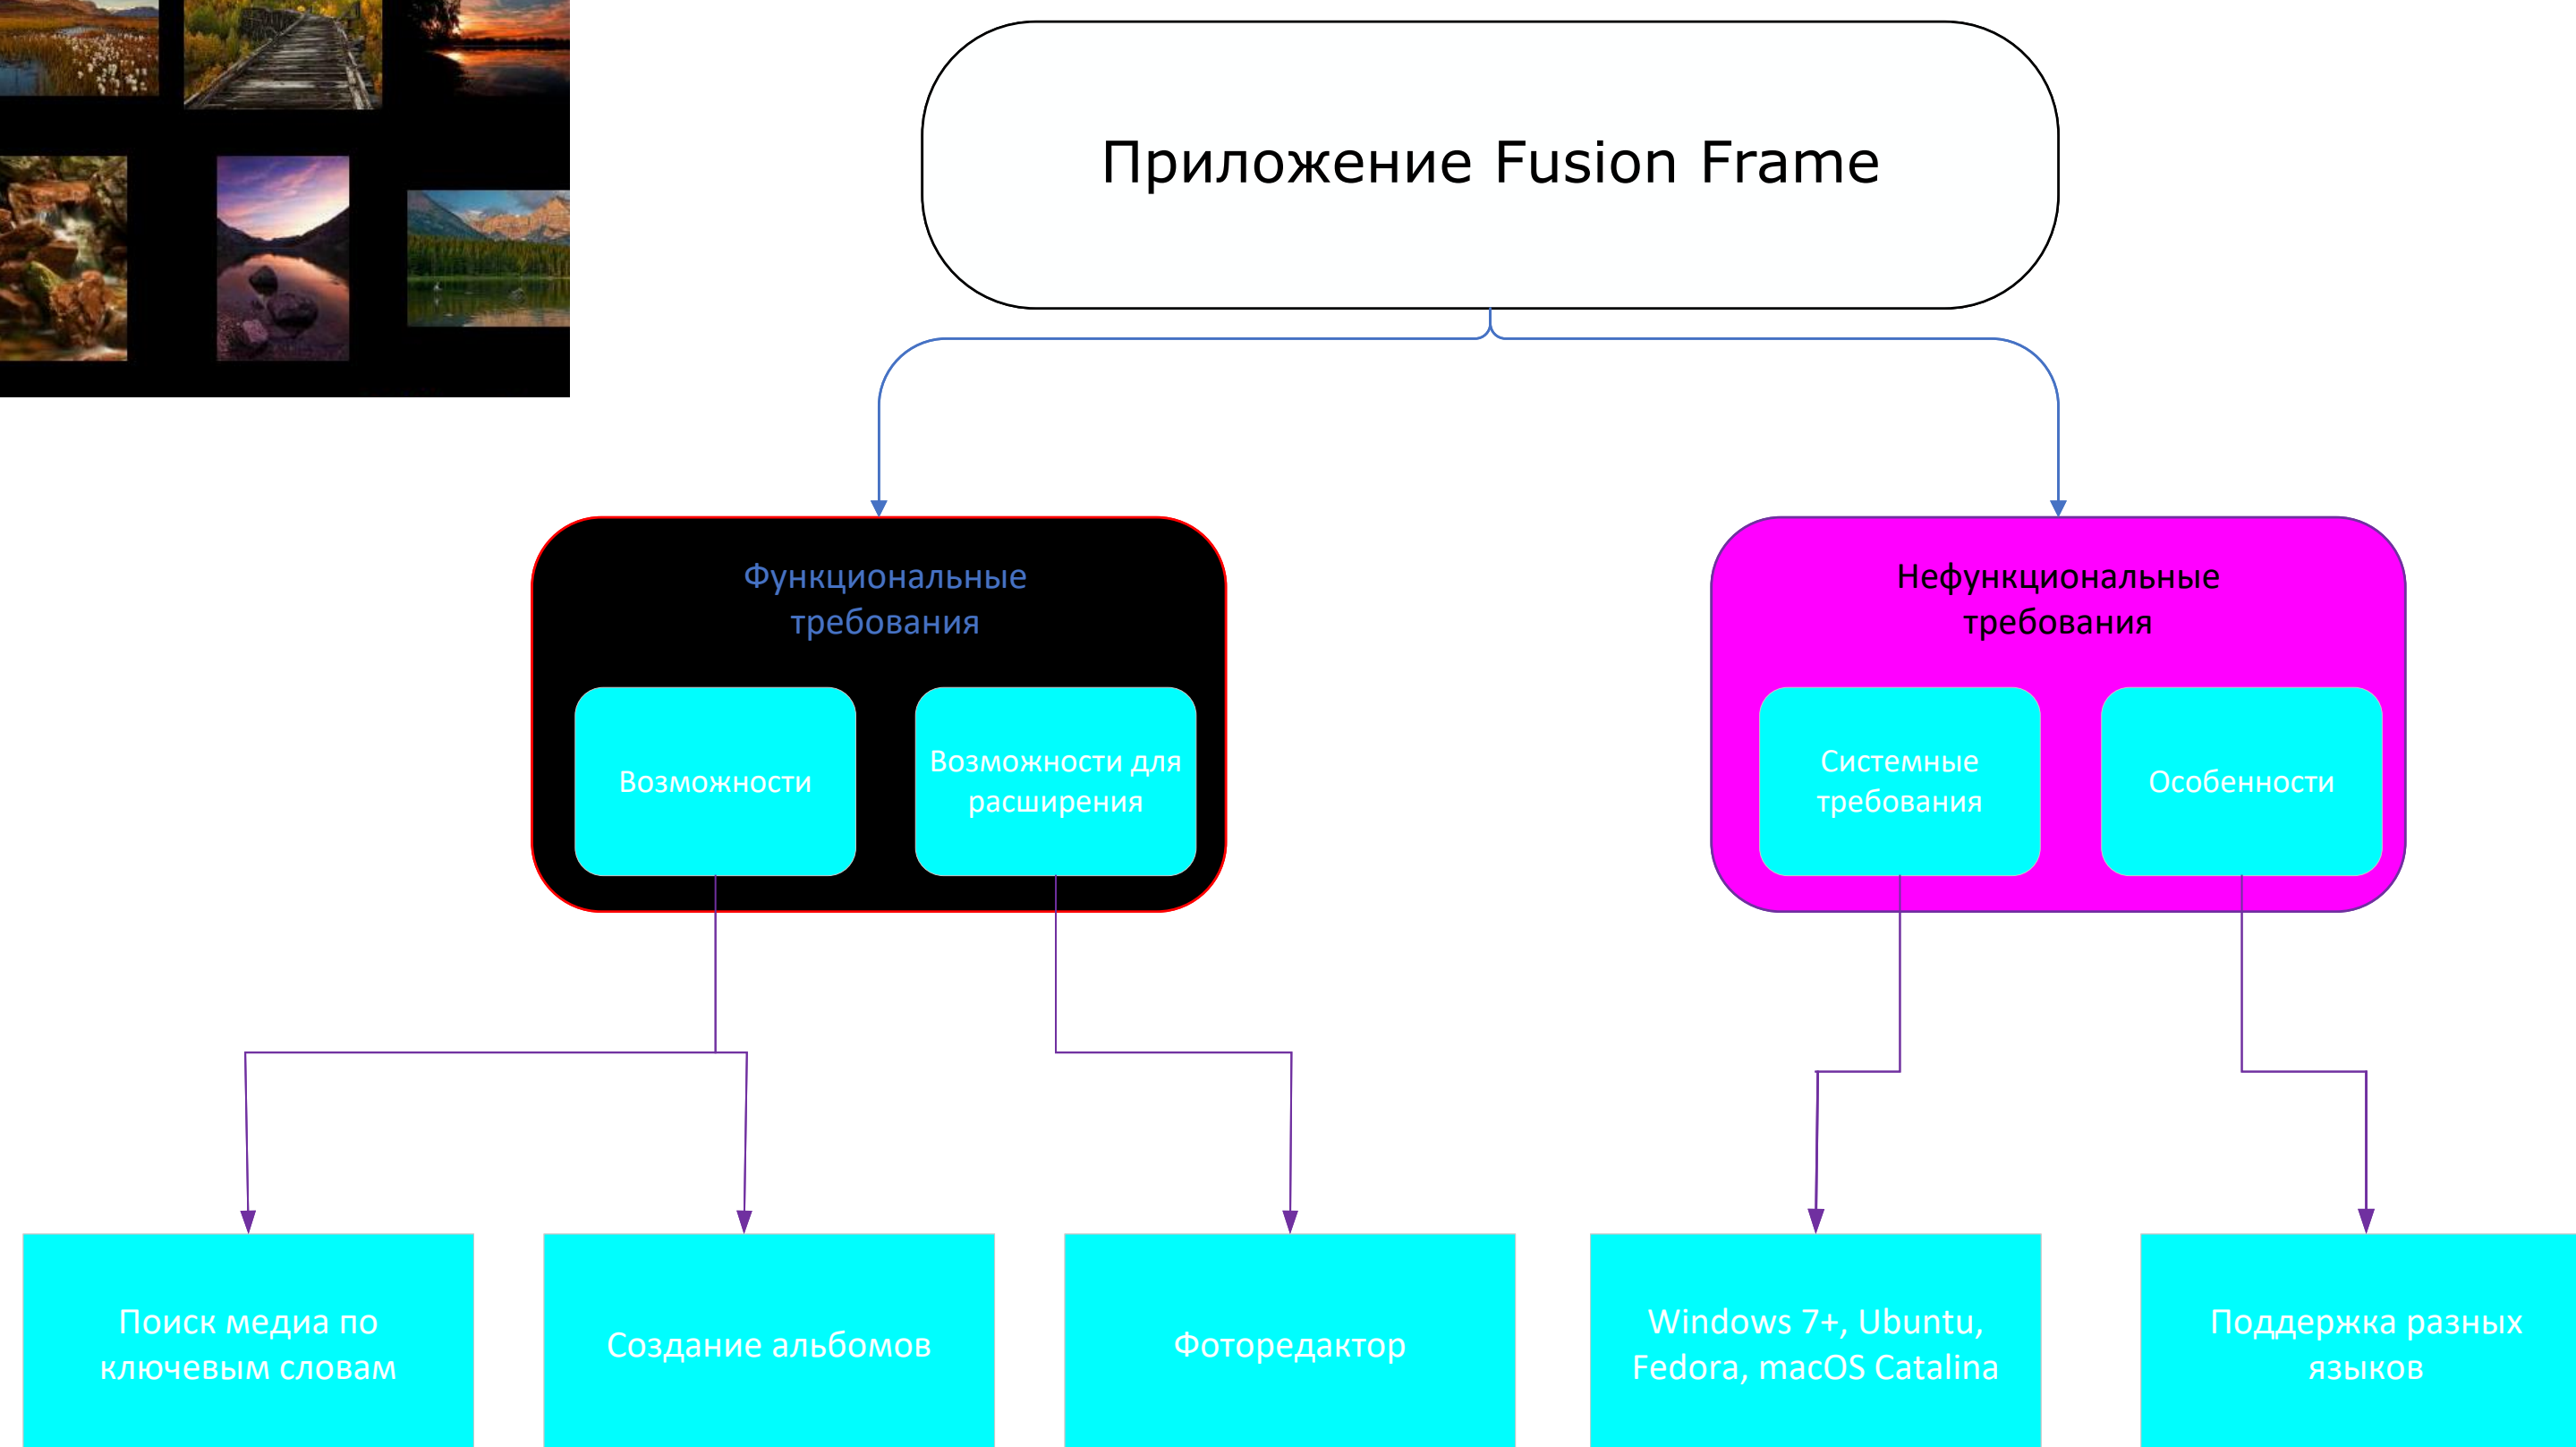 Приложение Fusion Frame
Функциональные
требования
Возможности
Возможности для
расширения
Нефункциональные
требования
Системные
требования
Особенности
Поиск медиа по
ключевым словам
Создание альбомов
Фоторедактор
Windows 7+, Ubuntu,
Fedora, macOS Catalina
Поддержка разных
языков